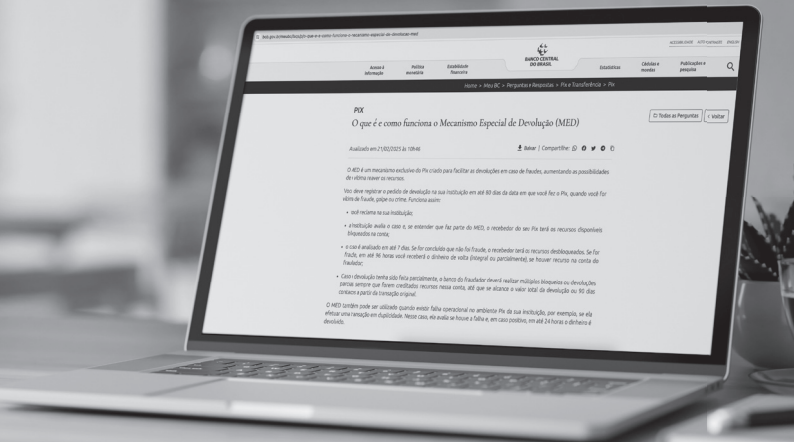 ACESSIBILIDADE ALTO CONTRASTE ENGLISH
BANCO CENTRAL
DO BRASIL
Acesso à
informação
Política
monetária
Estabilidade
financeira
Estatísticas
Cédulas e
moedas
Publicações e
pesquisa
Home > Meu BC > Perguntas e Respostas > Pix e Transferência > Pix
PIX
O que é e como funciona o Mecanismo Especial de Devolução (MED)
Todas as Perguntas
Voltar
Atualizado em 21/02/2025 às 10h46
Baixar | Compartilhe:
O MED é um mecanismo exclusivo do Pix criado para facilitar as devoluções em caso de fraudes, aumentando as possibilidades
de a vítima reaver os recursos.
deve registrar o pedido de devolução na sua instituição em até 80 dias da data em que você fez o Pix, quando você for
vítima de fraude, golpe ou crime. Funciona assim:
• você reclama na sua instituição;
• a instituição avalia o caso e, se entender que faz parte do MED, o recebedor do seu Pix terá os recursos disponíveis
bloqueados na conta;
• o caso é analisado em até 7 dias. Se for concluído que não foi fraude, o recebedor terá os recursos desbloqueados. Se for
fraude, em até 96 horas você receberá o dinheiro de volta (integral ou parcialmente), se houver recurso na conta do
fraudador;
• Caso a devolução tenha sido feita parcialmente, o banco do fraudador deverá realizar múltiplos bloqueios ou devoluções
parciais sempre que forem creditados recursos nessa conta, até que se alcance o valor total da devolução ou 90 dias
contados a partir da transação original.
O MED também pode ser utilizado quando existir falha operacional no ambiente Pix da sua instituição, por exemplo, se ela
efetuar uma transação em duplicidade. Nesse caso, ela avalia se houve a falha e, em caso positivo, em até 24 horas o dinheiro é
devolvido.